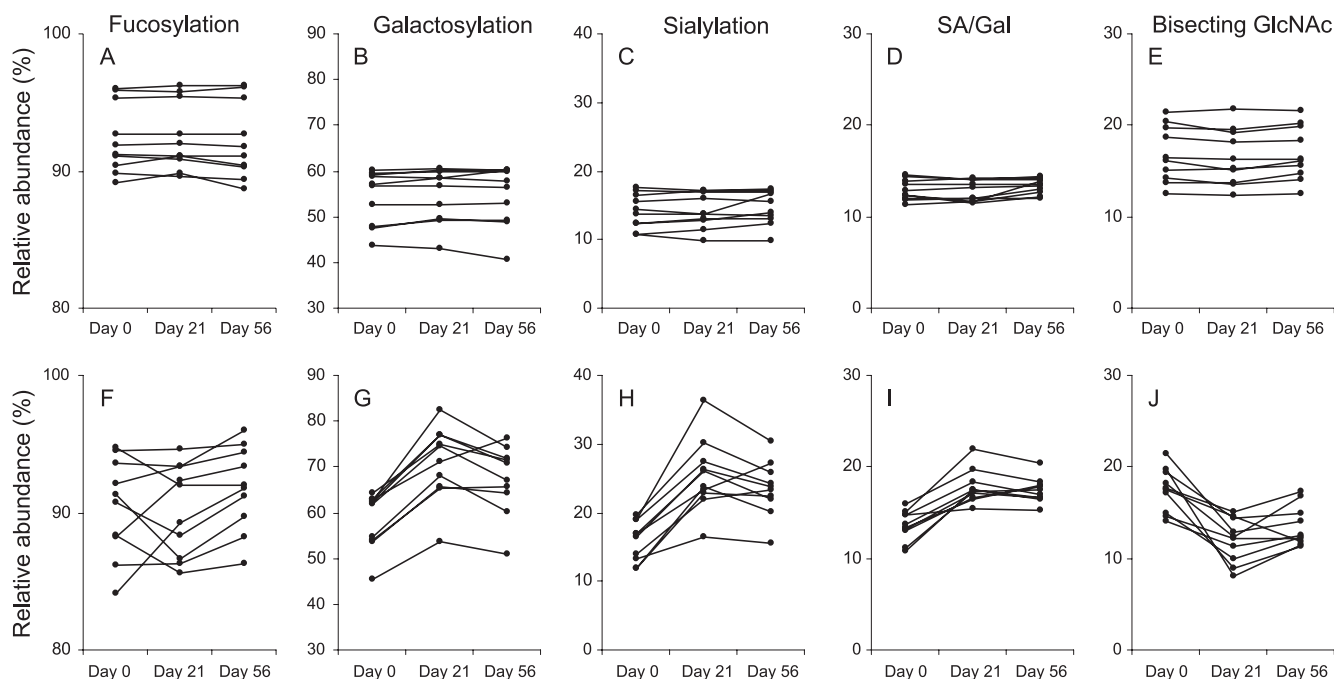 Fucosylation Galactosylation Sialylation SA/Gal Bisecting GlcNAc
Relative abundance (%)
A B C D E
100 90 40 30 30
80
70 30
20 20
90 60 20
50
10 10
40 10
80 30 0 0 0
Day 0 Day 21 Day 56 Day 0 Day 21 Day 56 Day 0 Day 21 Day 56 Day 0 Day 21 Day 56 Day 0 Day 21 Day 56
Relative abundance (%)
F G H I J
100 90 40 30 30
80
70 30
20 20
90 60 20
50
10 10
40 10
80 30 0 0 0
Day 0 Day 21 Day 56 Day 0 Day 21 Day 56 Day 0 Day 21 Day 56 Day 0 Day 21 Day 56 Day 0 Day 21 Day 56